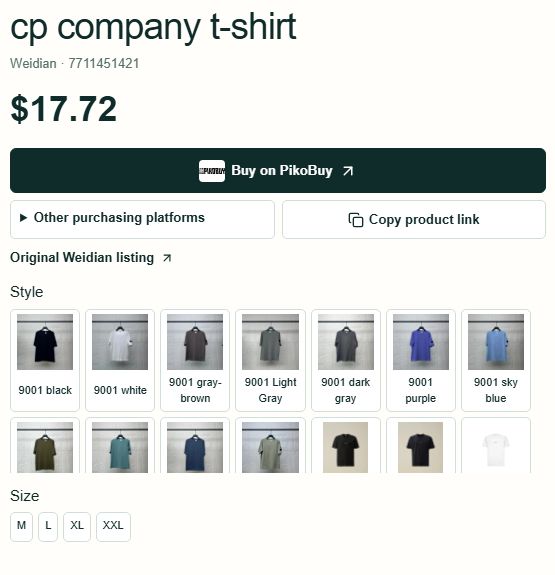 cp company t-shirt
Weidian · 7711451421
$17.72
PIKOBUY Buy on PikoBuy
Other purchasing platforms
Copy product link
Original Weidian listing
Style
9001 black
9001 white
9001 gray-
brown
9001 Light
Gray
9001 dark
gray
9001
purple
9001 sky
blue
Size
M
L
XL
XXL